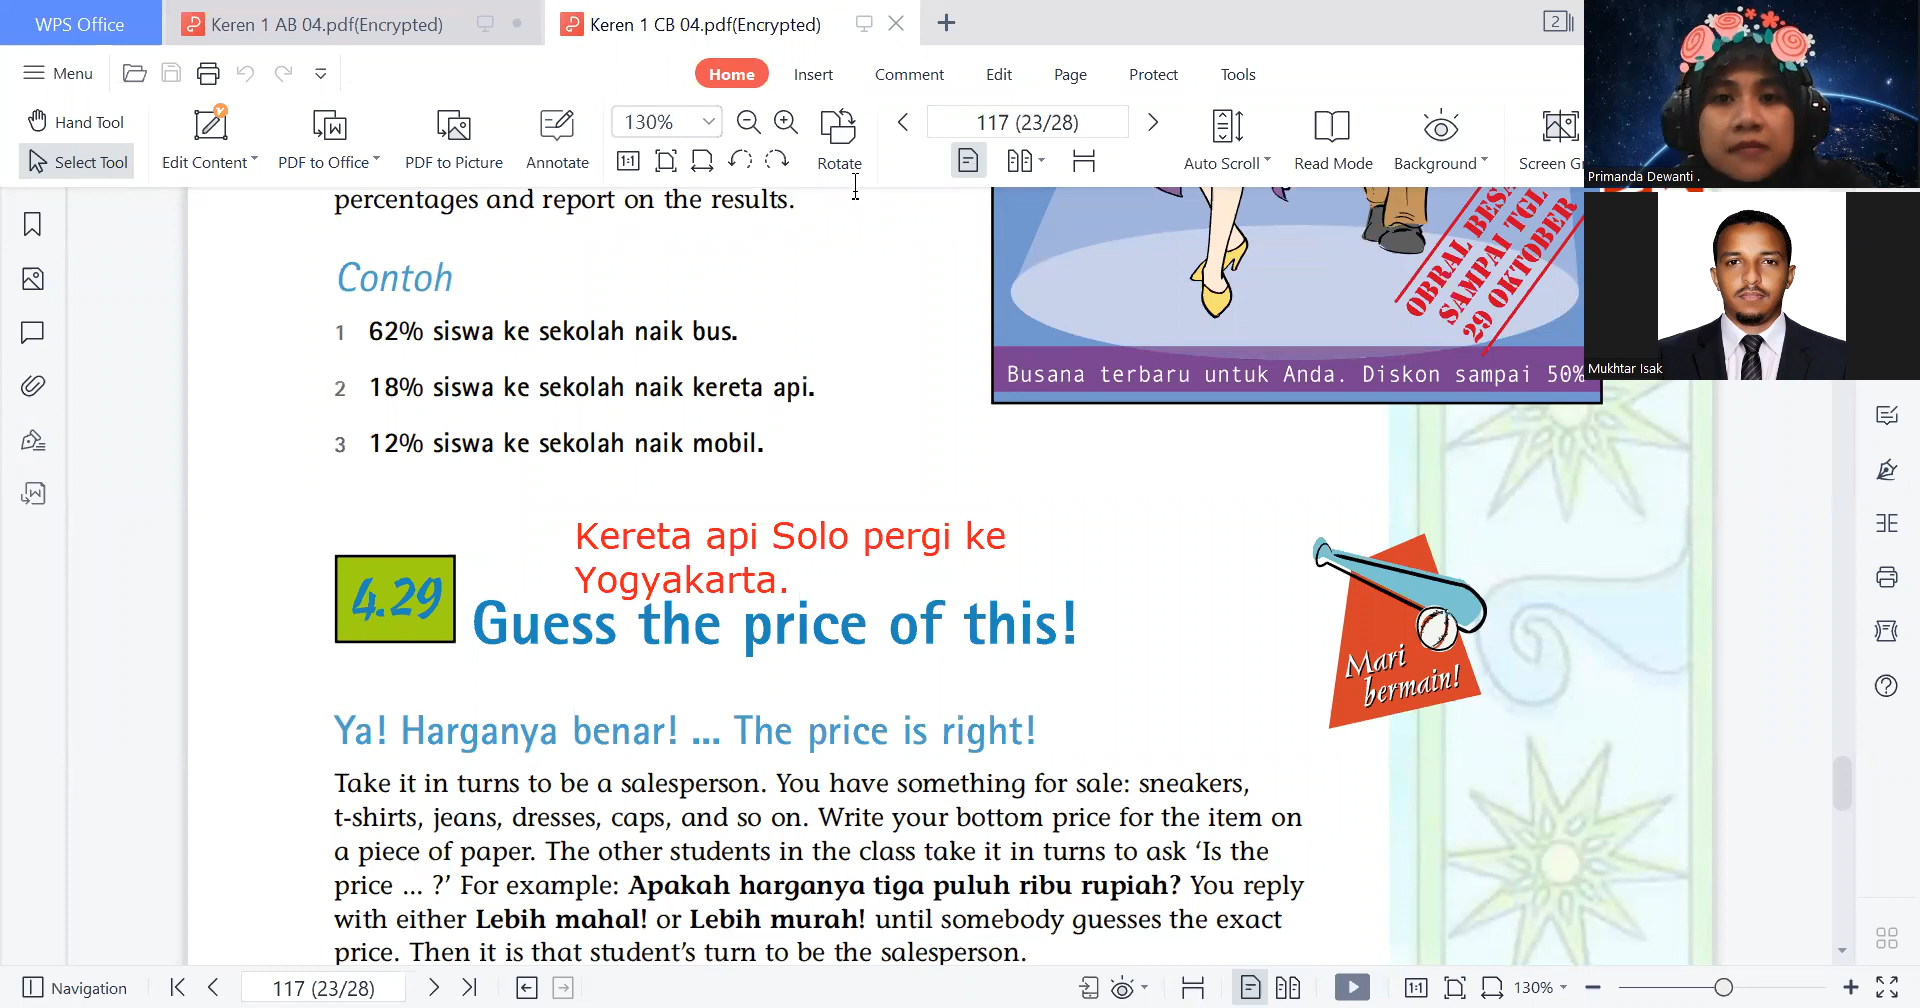 WPS Office
Keren 1 AB 04.pdf(Encrypted)
Keren 1 CB 04.pdf(Encrypted)
2
Menu
Home
Insert
Comment
Edit
Page
Protect
Tools
Hand Tool
Select Tool
Edit Content
PDF to Office
PDF to Picture
Annotate
130%
1:1
Rotate
117 (23/28)
Auto Scroll
Read Mode
Background
Screen Gr
Primanda Dewanti .
Mukhtar Isak
percentages and report on the results.
Contoh
1 62% siswa ke sekolah naik bus.
2 18% siswa ke sekolah naik kereta api.
3 12% siswa ke sekolah naik mobil.
OBRAL BESA
SAMPAI TGL
29 OKTOBER
Busana terbaru untuk Anda. Diskon sampai 50%
Kereta api Solo pergi ke
Yogyakarta.
4.29
Guess the price of this!
Mari
bermain!
Ya! Harganya benar! ... The price is right!
Take it in turns to be a salesperson. You have something for sale: sneakers,
t-shirts, jeans, dresses, caps, and so on. Write your bottom price for the item on
a piece of paper. The other students in the class take it in turns to ask ‘Is the
price ... ?’ For example: Apakah harganya tiga puluh ribu rupiah? You reply
with either Lebih mahal! or Lebih murah! until somebody guesses the exact
price. Then it is that student’s turn to be the salesperson.
Navigation
117 (23/28)
1:1
130%